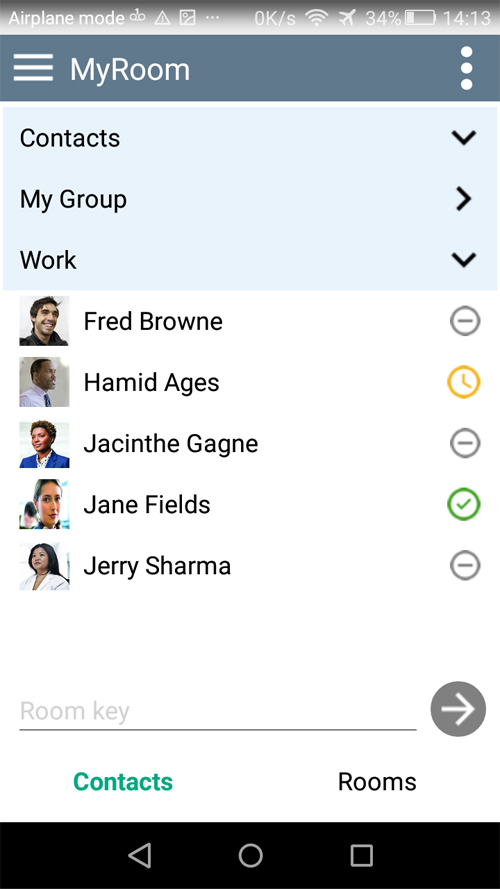 Airplane mode ... 0K/s 34% 14:13
MyRoom
Contacts
My Group
Work
Fred Browne
Hamid Ages
Jacinthe Gagne
Jane Fields
Jerry Sharma
Room key
Contacts
Rooms